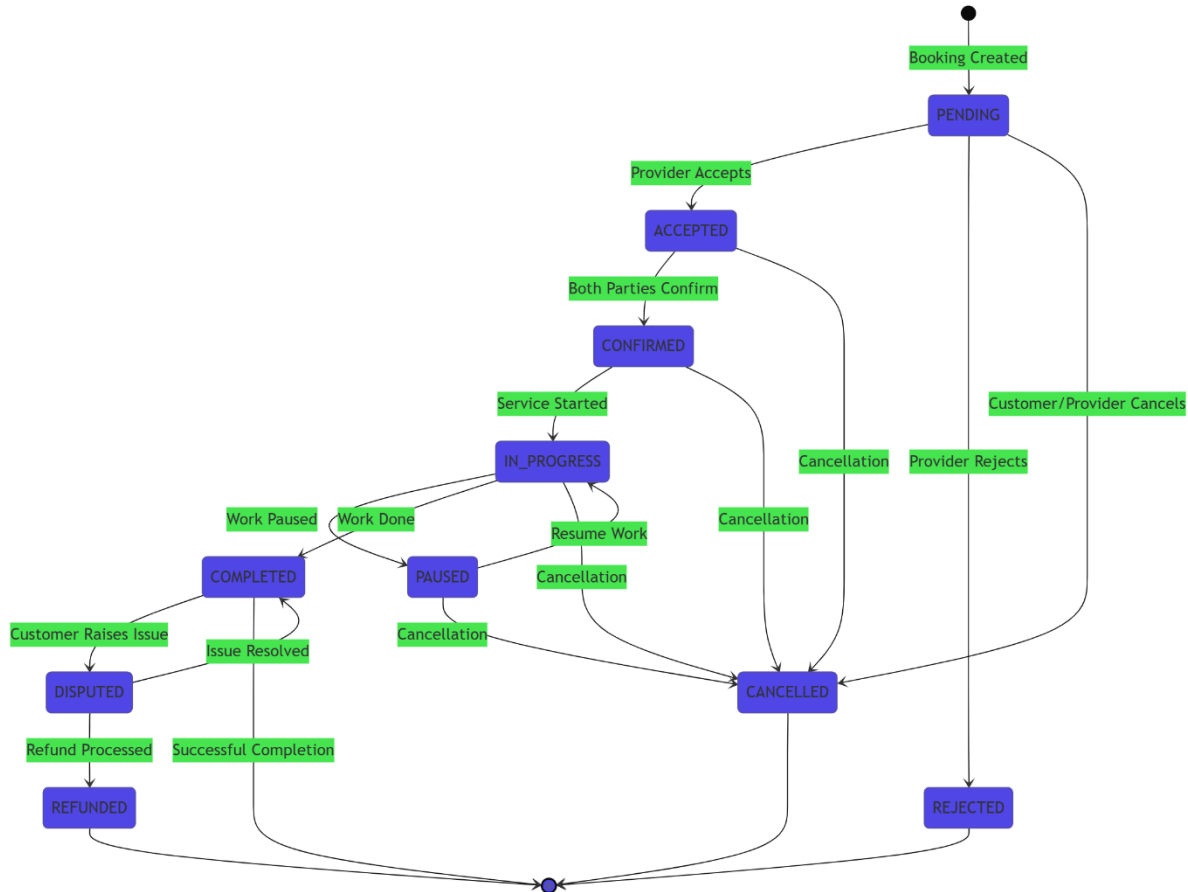 Booking Created
PENDING
Provider Accepts
ACCEPTED
Both Parties Confirm
CONFIRMED
Service Started
Customer/Provider Cancels
IN_PROGRESS
Cancellation
Provider Rejects
Work Paused
Work Done
Cancellation
Resume Work
COMPLETED
PAUSED
Cancellation
Customer Raises Issue
Cancellation
Issue Resolved
DISPUTED
CANCELLED
Refund Processed
Successful Completion
REFUNDED
REJECTED